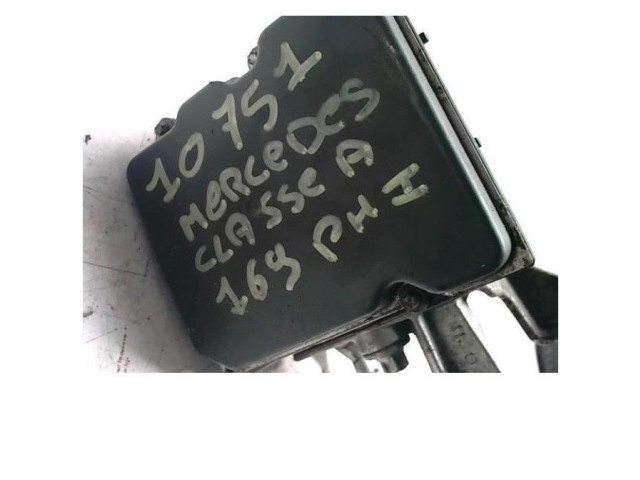 10751
MERCEDES
CLASSE A
169 PH I